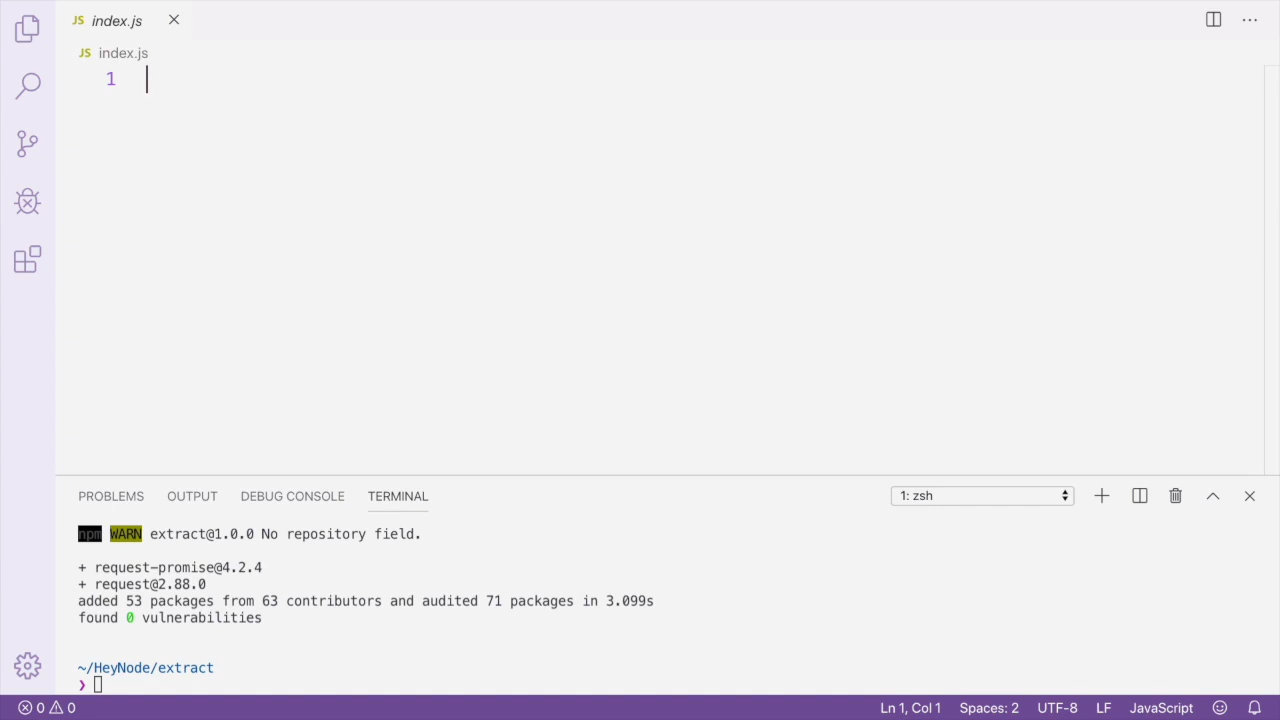 JS index.js
JS index.js
1
PROBLEMS OUTPUT DEBUG CONSOLE TERMINAL 1: zsh
npm WARN extract@1.0.0 No repository field.
+ request-promise@4.2.4
+ request@2.88.0
added 53 packages from 63 contributors and audited 71 packages in 3.099s
found 0 vulnerabilities
~/HeyNode/extract
❯
0 0 Ln 1, Col 1 Spaces: 2 UTF-8 LF JavaScript